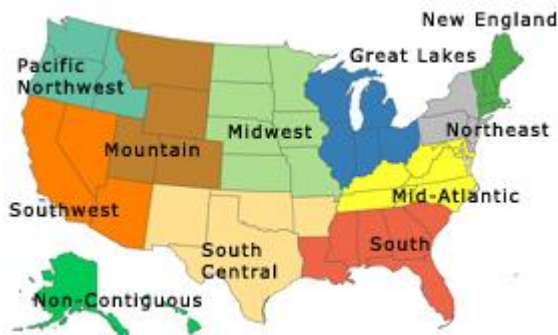 New England
Great Lakes
Pacific
Northwest
Midwest
Northeast
Mountain
Mid-Atlantic
Southwest
South
South
Central
Non-Contiguous